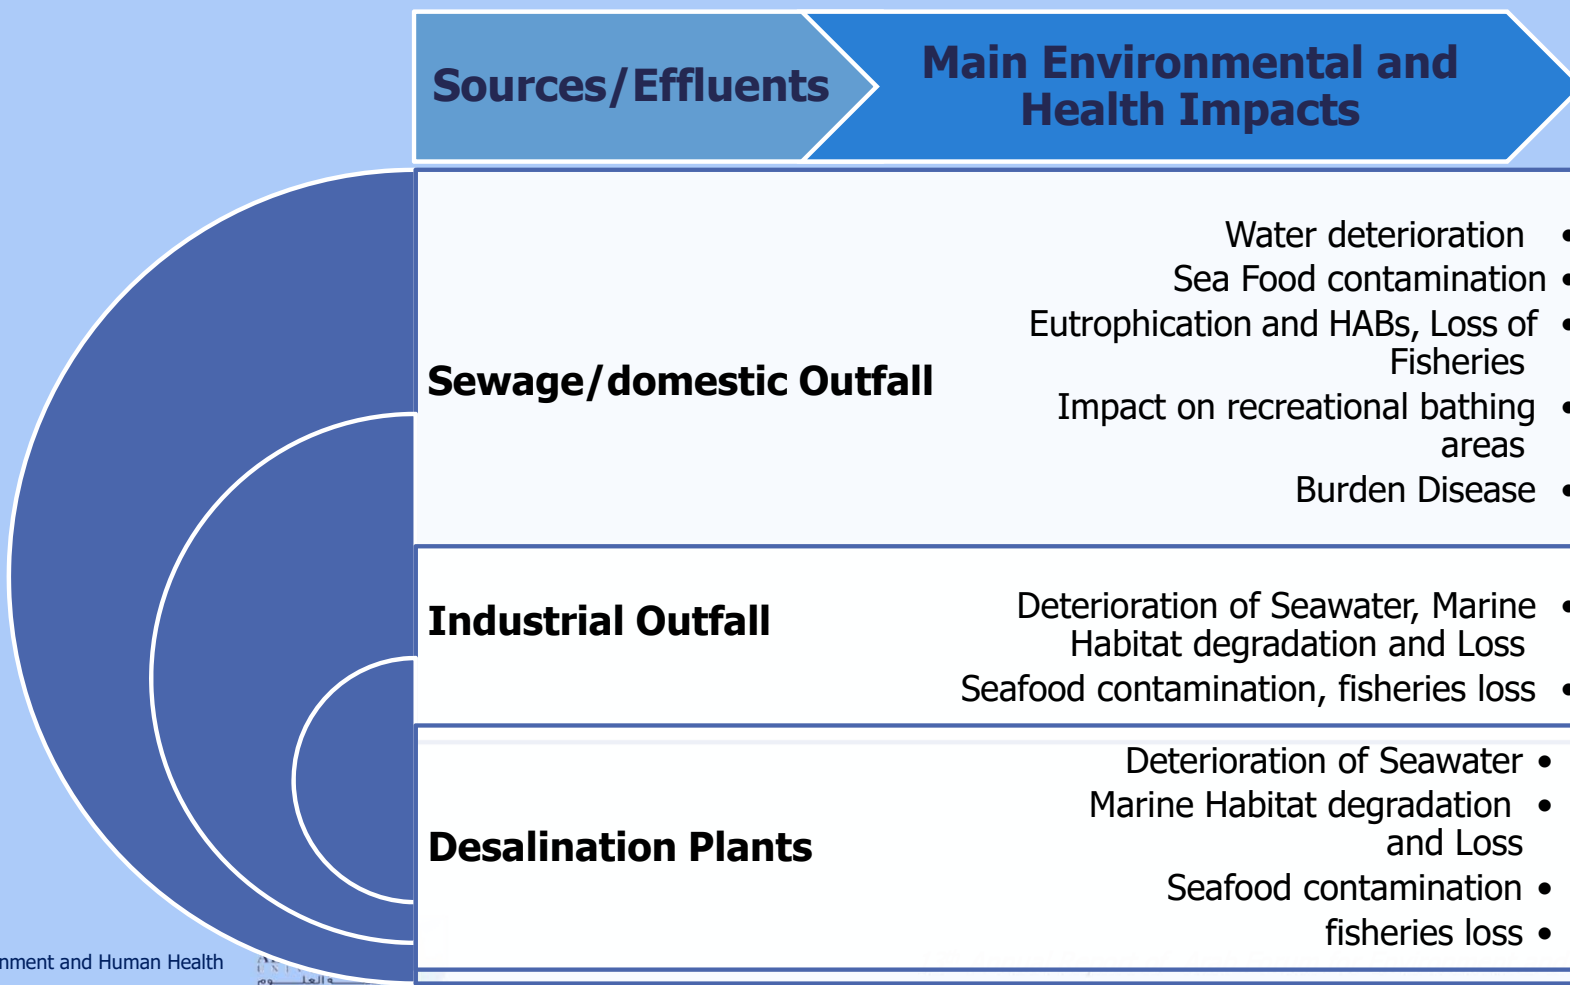 Sources/Effluents
Main Environmental and
Health Impacts
Sewage/domestic Outfall
Water deterioration •
Sea Food contamination •
Eutrophication and HABs, Loss of •
Fisheries
Impact on recreational bathing •
areas
Burden Disease •
Industrial Outfall
Deterioration of Seawater, Marine •
Habitat degradation and Loss
Seafood contamination, fisheries loss •
Desalination Plants
Deterioration of Seawater •
Marine Habitat degradation •
and Loss
Seafood contamination •
fisheries loss •
nment and Human Health